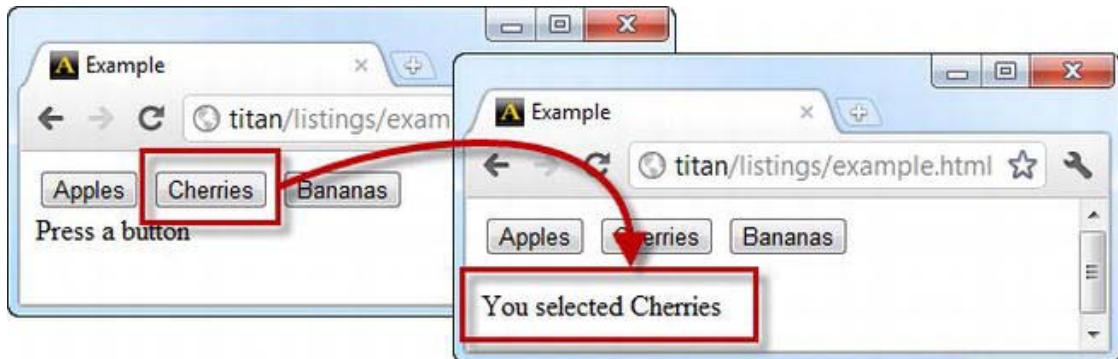 Example
titan/listings/exam
Apples Cherries Bananas
Press a button
Example
titan/listings/example.html
Apples Cherries Bananas
You selected Cherries